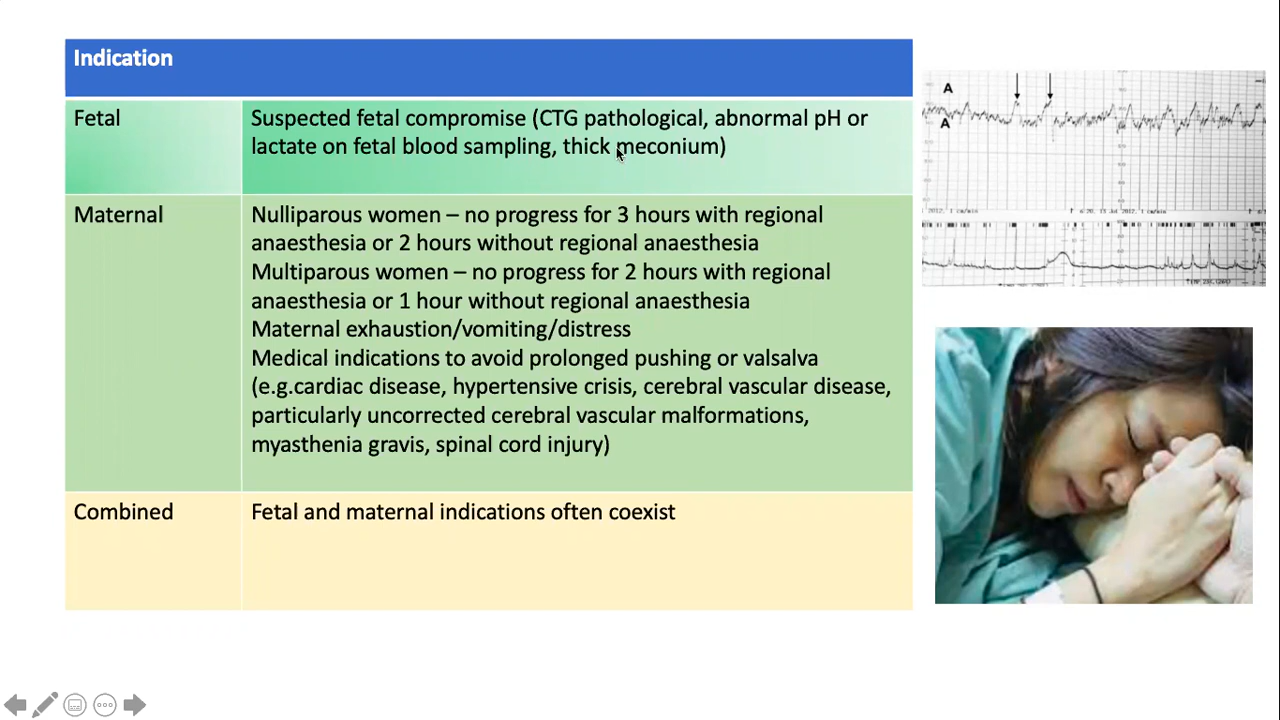 Indication
Fetal
Suspected fetal compromise (CTG pathological, abnormal pH or
lactate on fetal blood sampling, thick meconium)
Maternal
Nulliparous women – no progress for 3 hours with regional
anaesthesia or 2 hours without regional anaesthesia
Multiparous women – no progress for 2 hours with regional
anaesthesia or 1 hour without regional anaesthesia
Maternal exhaustion/vomiting/distress
Medical indications to avoid prolonged pushing or valsalva
(e.g.cardiac disease, hypertensive crisis, cerebral vascular disease,
particularly uncorrected cerebral vascular malformations,
myasthenia gravis, spinal cord injury)
Combined
Fetal and maternal indications often coexist
A
A
2012, 1 cm/min